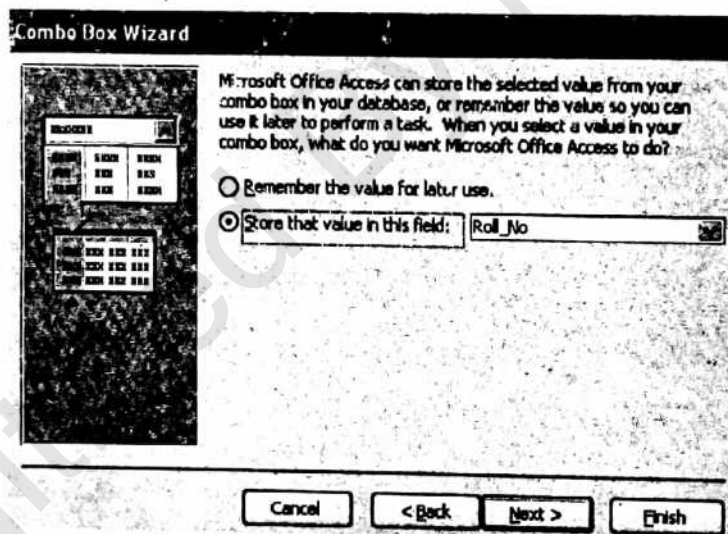 Combo Box Wizard
Microsoft Office Access can store the selected value from your
combo box in your database, or remember the value so you can
use it later to perform a task. When you select a value in your
combo box, what do you want Microsoft Office Access to do?
Remember the value for later use.
Store that value in this field: Roll_No
Cancel < Back Next > Finish